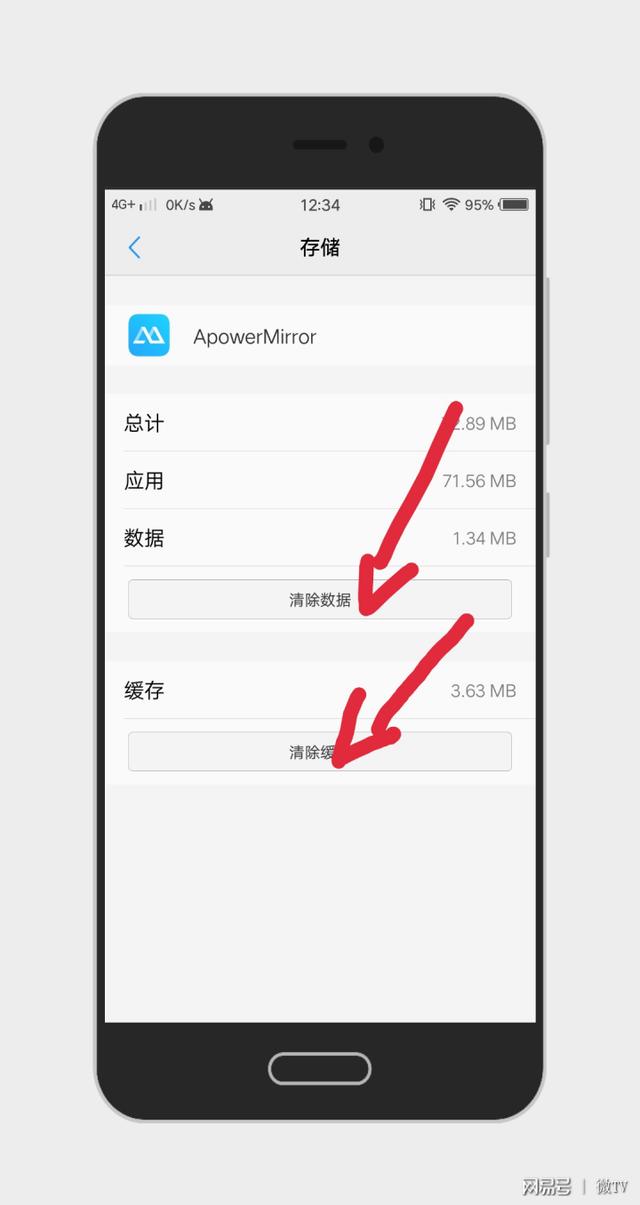 4G+ 0K/s 12:34 95%
存储
ApowerMirror
总计 2.89 MB
应用 71.56 MB
数据 1.34 MB
清除数据
缓存 3.63 MB
清除缓
网易号 | 微TV